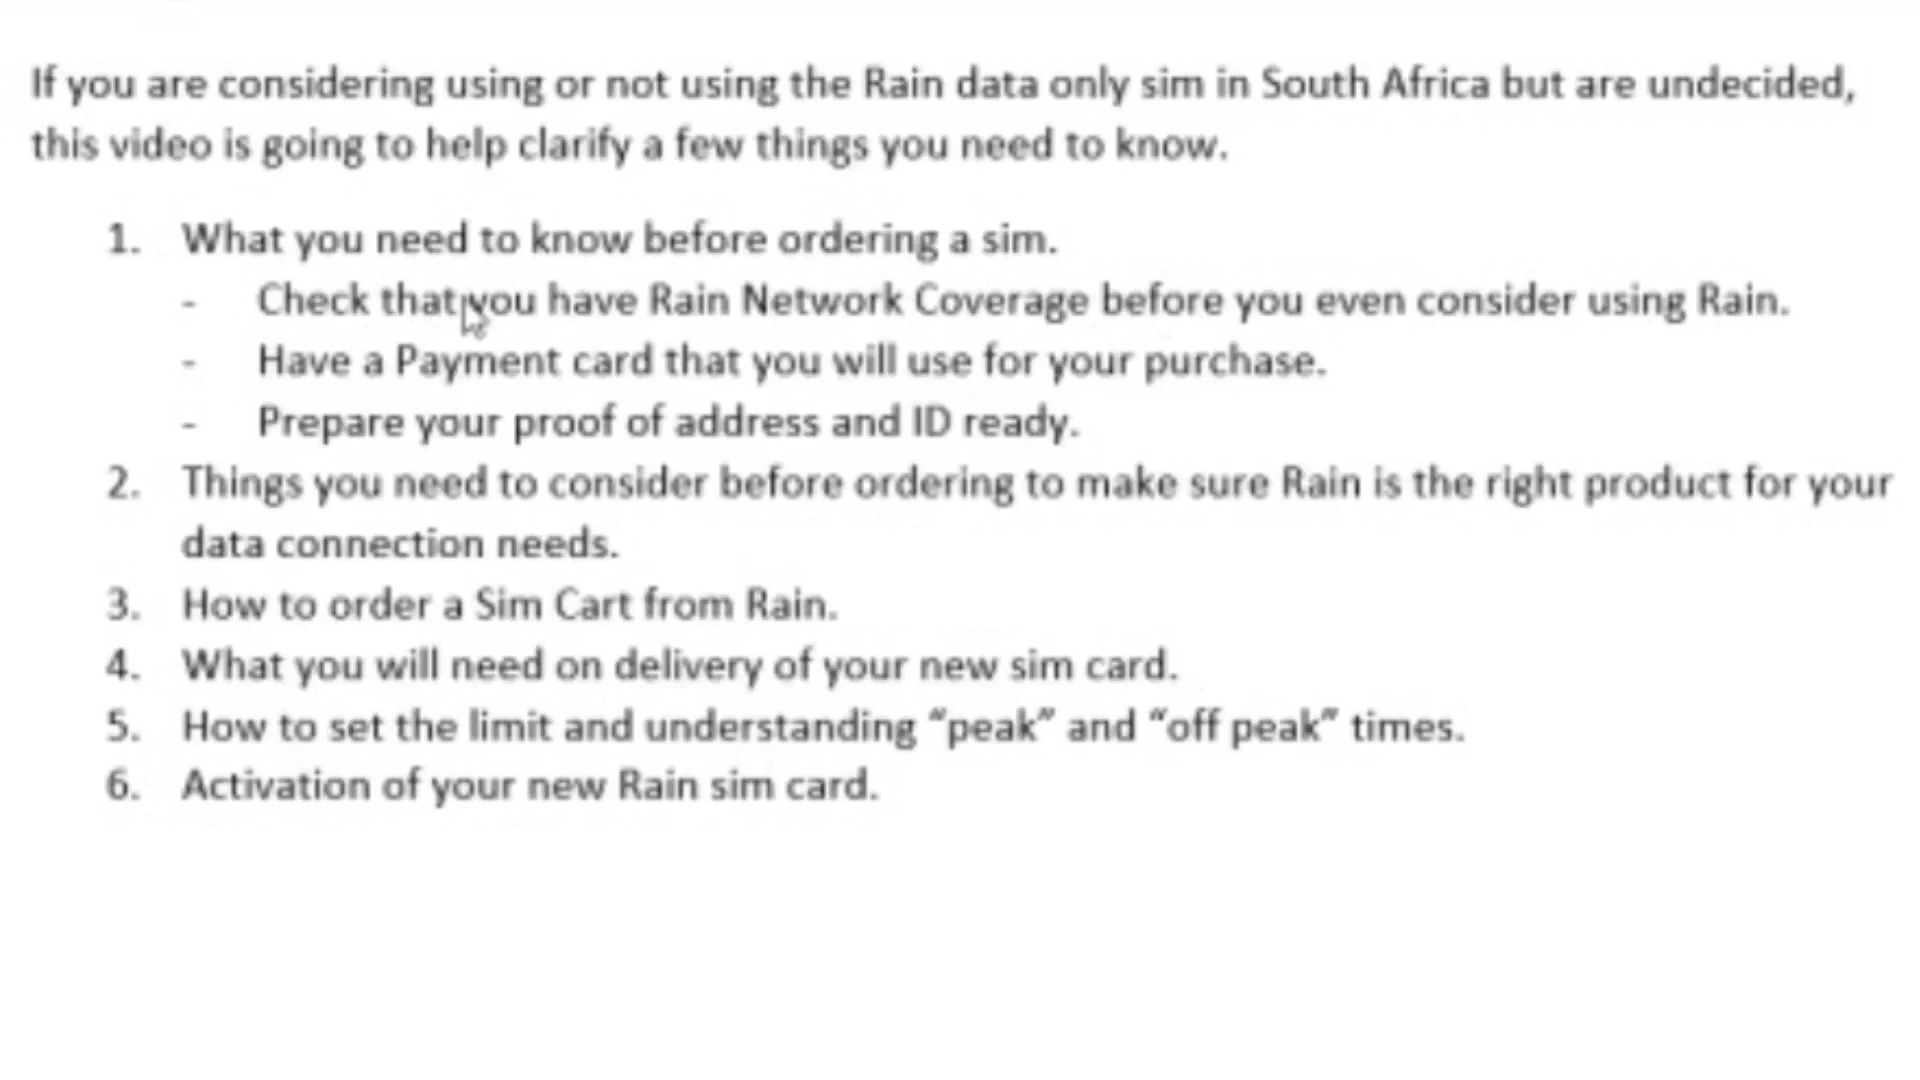 If you are considering using or not using the Rain data only sim in South Africa but are undecided,
this video is going to help clarify a few things you need to know.
1. What you need to know before ordering a sim.
- Check that you have Rain Network Coverage before you even consider using Rain.
- Have a Payment card that you will use for your purchase.
- Prepare your proof of address and ID ready.
2. Things you need to consider before ordering to make sure Rain is the right product for your
data connection needs.
3. How to order a Sim Cart from Rain.
4. What you will need on delivery of your new sim card.
5. How to set the limit and understanding “peak” and “off peak” times.
6. Activation of your new Rain sim card.